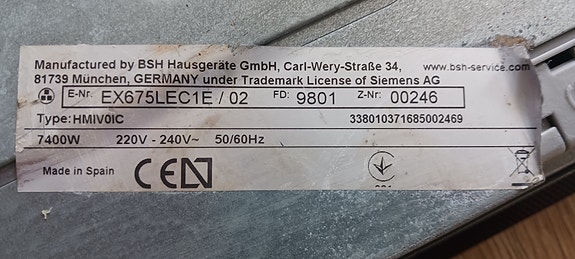 Manufactured by BSH Hausgeräte GmbH, Carl-Wery-Straße 34, www.bsh-service.com
81739 München, GERMANY under Trademark License of Siemens AG
E-Nr. EX675LEC1E / 02 FD: 9801 Z-Nr: 00246
Type: HMIV0IC 338010371685002469
7400W 220V - 240V~ 50/60Hz
Made in Spain CE